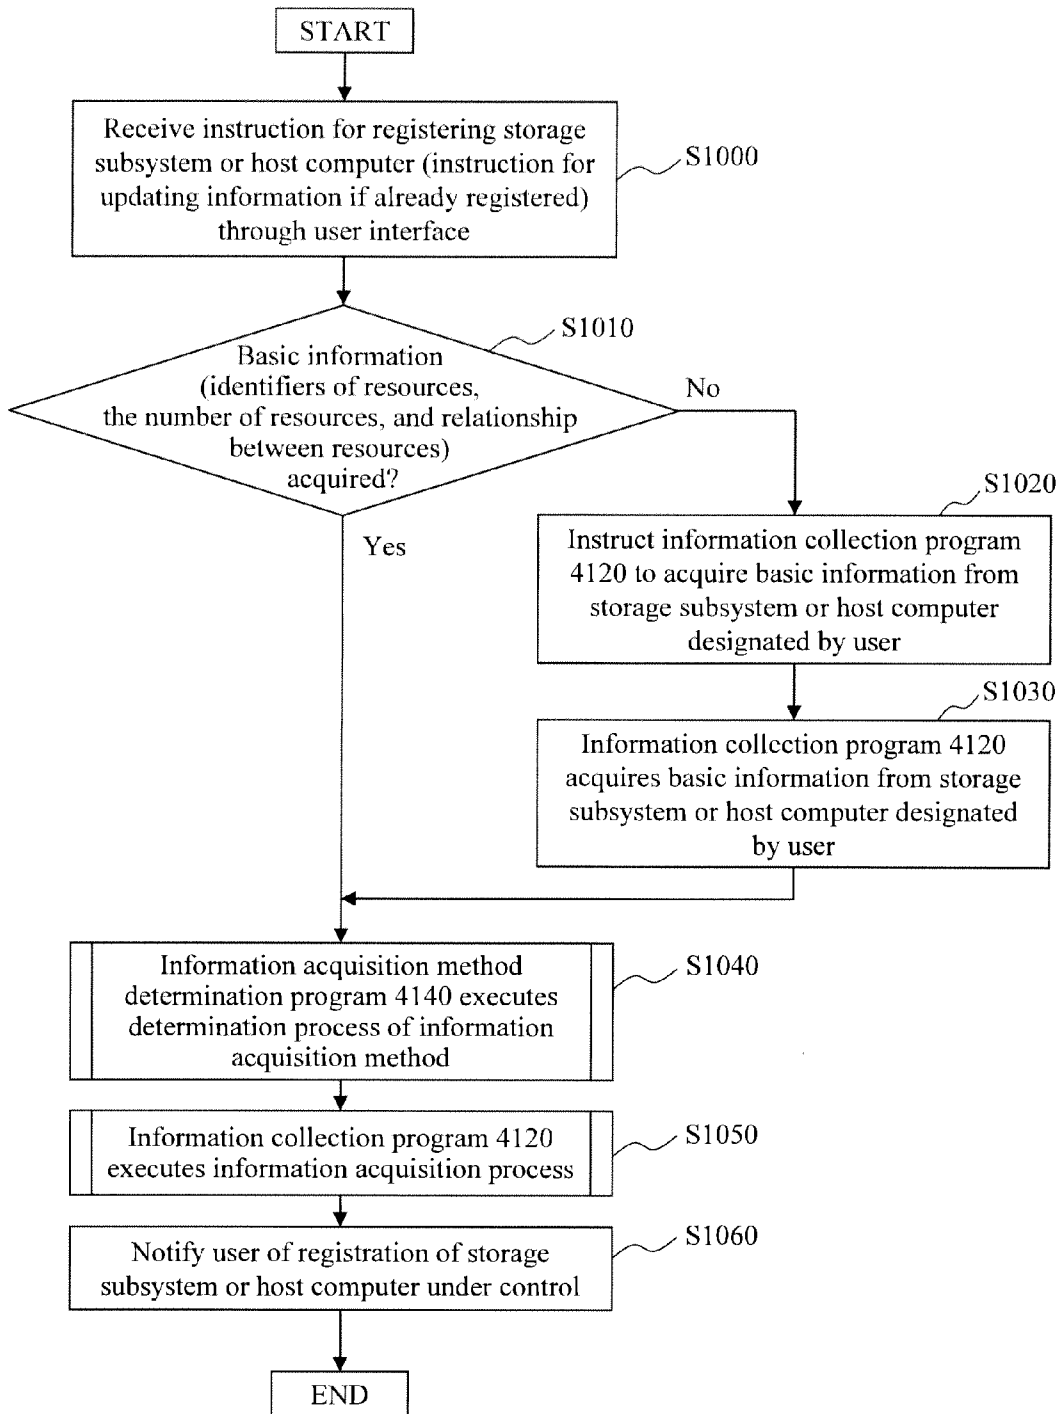 START
Receive instruction for registering storage
subsystem or host computer (instruction for
updating information if already registered)
through user interface
S1000
S1010
Basic information
(identifiers of resources,
the number of resources, and relationship
between resources)
acquired?
No
Yes
S1020
Instruct information collection program
4120 to acquire basic information from
storage subsystem or host computer
designated by user
S1030
Information collection program 4120
acquires basic information from storage
subsystem or host computer designated
by user
Information acquisition method
determination program 4140 executes
determination process of information
acquisition method
S1040
Information collection program 4120
executes information acquisition process
S1050
Notify user of registration of storage
subsystem or host computer under control
S1060
END